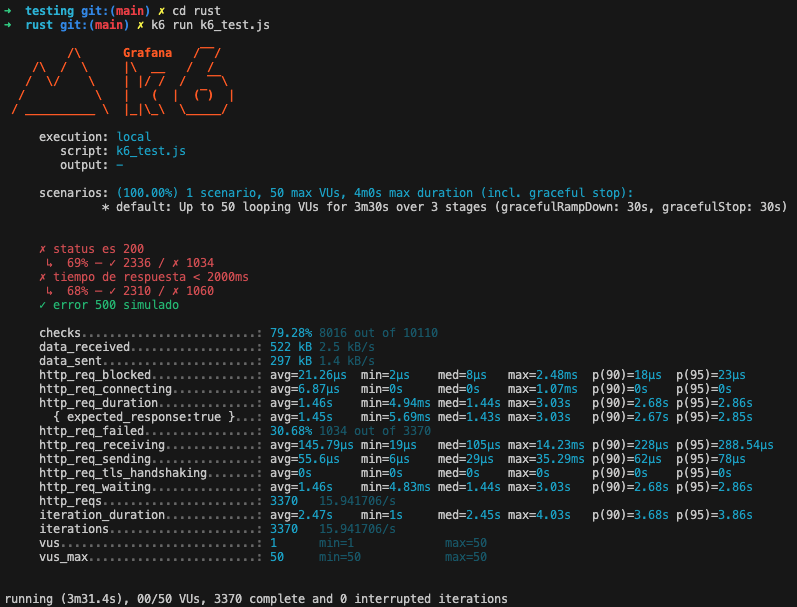 ➜  testing git:(main) ✗ cd rust
➜  rust git:(main) ✗ k6 run k6_test.js
Grafana
execution: local
script: k6_test.js
output: -
scenarios: (100.00%) 1 scenario, 50 max VUs, 4m0s max duration (incl. graceful stop):
* default: Up to 50 looping VUs for 3m30s over 3 stages (gracefulRampDown: 30s, gracefulStop: 30s)
✗ status es 200
↳  69% — ✓ 2336 / ✗ 1034
✗ tiempo de respuesta < 2000ms
↳  68% — ✓ 2310 / ✗ 1060
✓ error 500 simulado
checks.........................: 79.28% 8016 out of 10110
data_received..................: 522 kB 2.5 kB/s
data_sent......................: 297 kB 1.4 kB/s
http_req_blocked...............: avg=21.26µs  min=2µs    med=8µs   max=2.48ms  p(90)=18µs  p(95)=23µs
http_req_connecting............: avg=6.87µs   min=0s     med=0s    max=1.07ms  p(90)=0s    p(95)=0s
http_req_duration..............: avg=1.46s    min=4.94ms med=1.44s max=3.03s   p(90)=2.68s p(95)=2.86s
{ expected_response:true }...: avg=1.45s    min=5.69ms med=1.43s max=3.03s   p(90)=2.67s p(95)=2.85s
http_req_failed................: 30.68% 1034 out of 3370
http_req_receiving.............: avg=145.79µs min=19µs   med=105µs max=14.23ms p(90)=228µs p(95)=288.54µs
http_req_sending...............: avg=55.6µs   min=6µs    med=29µs  max=35.29ms p(90)=62µs  p(95)=78µs
http_req_tls_handshaking.......: avg=0s       min=0s     med=0s    max=0s      p(90)=0s    p(95)=0s
http_req_waiting...............: avg=1.46s    min=4.83ms med=1.44s max=3.03s   p(90)=2.68s p(95)=2.86s
http_reqs......................: 3370   15.941706/s
iteration_duration.............: avg=2.47s    min=1s     med=2.45s max=4.03s   p(90)=3.68s p(95)=3.86s
iterations.....................: 3370   15.941706/s
vus............................: 1      min=1             max=50
vus_max........................: 50     min=50            max=50
running (3m31.4s), 00/50 VUs, 3370 complete and 0 interrupted iterations